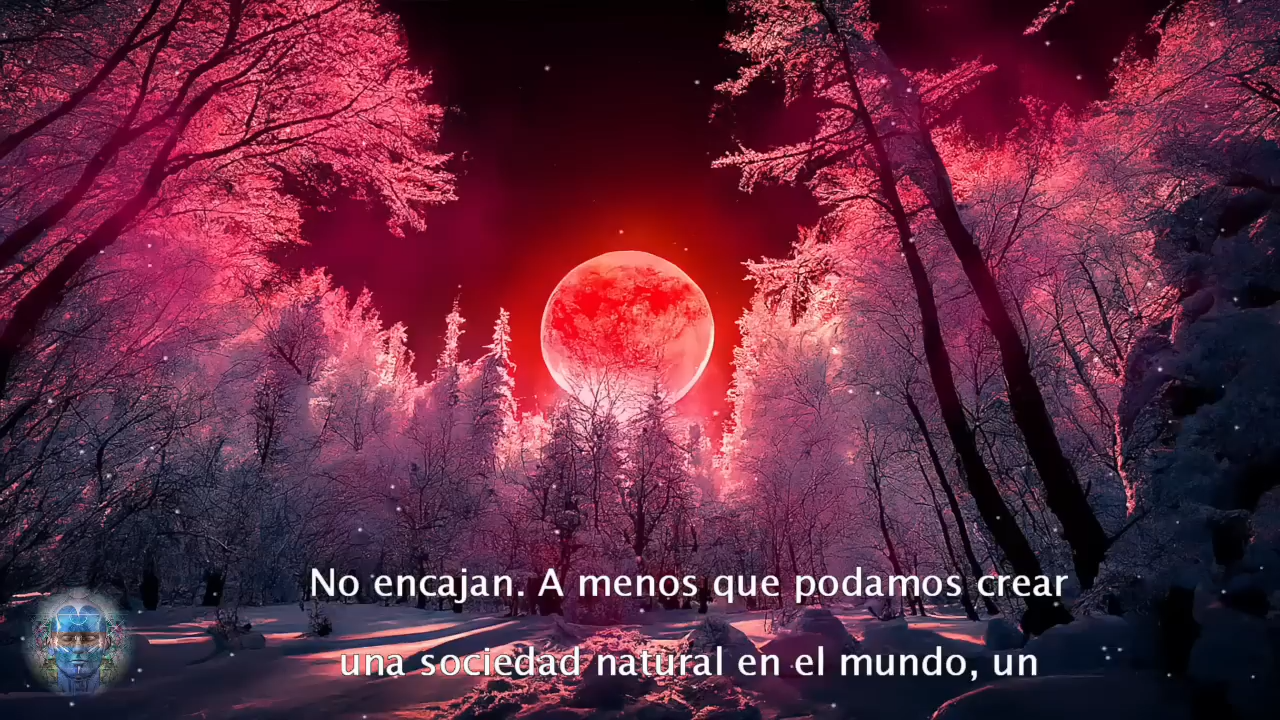 No encajan. A menos que podamos crear
una sociedad natural en el mundo, un